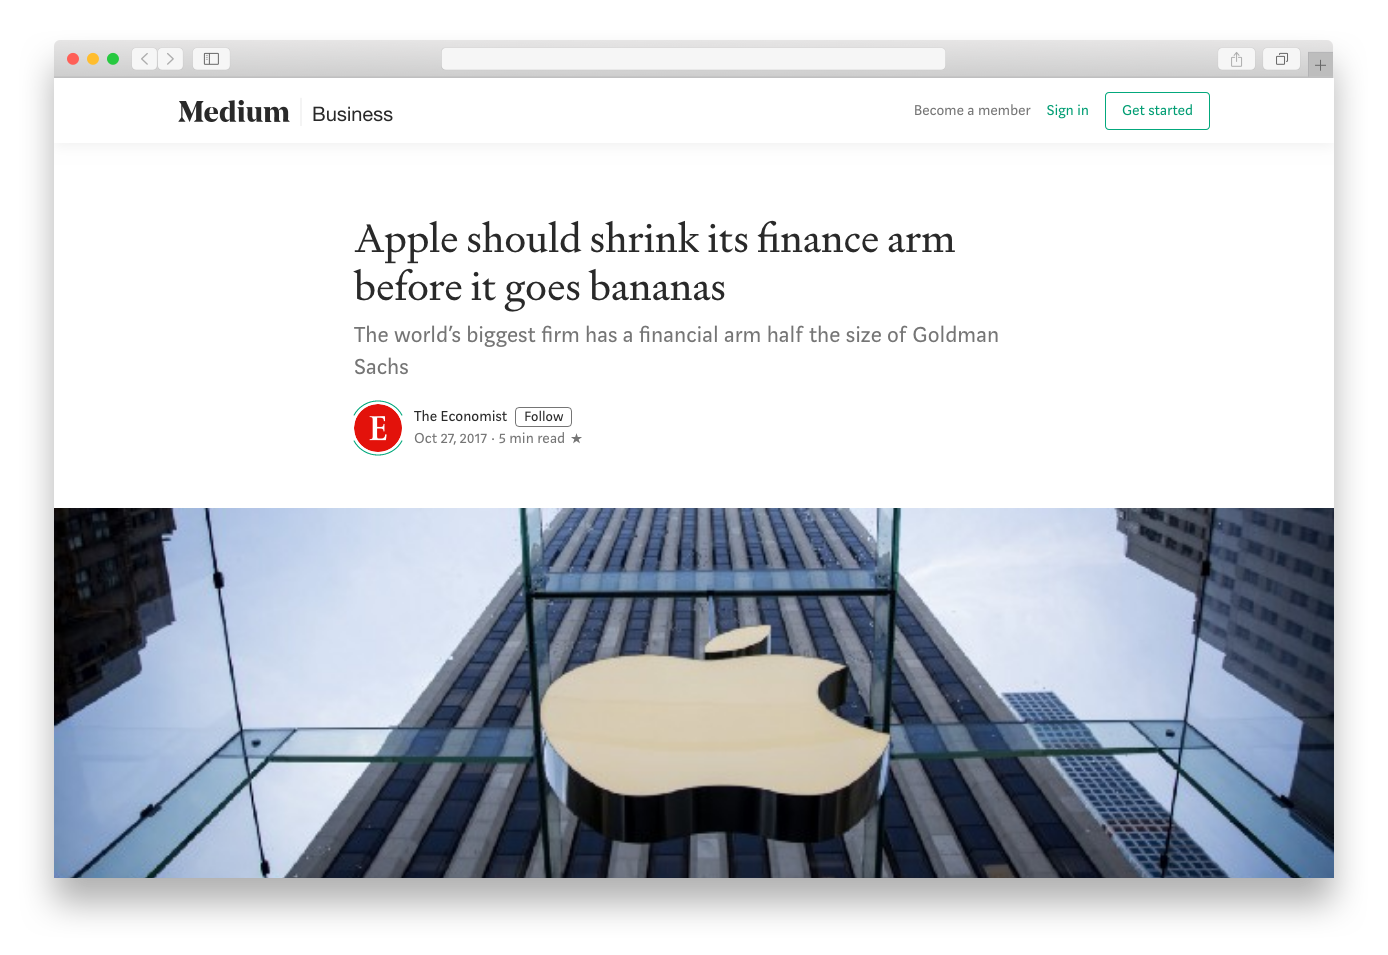 Medium
Business
Become a member
Sign in
Get started
Apple should shrink its finance arm
before it goes bananas
The world’s biggest firm has a financial arm half the size of Goldman
Sachs
E
The Economist
Follow
Oct 27, 2017 · 5 min read ★